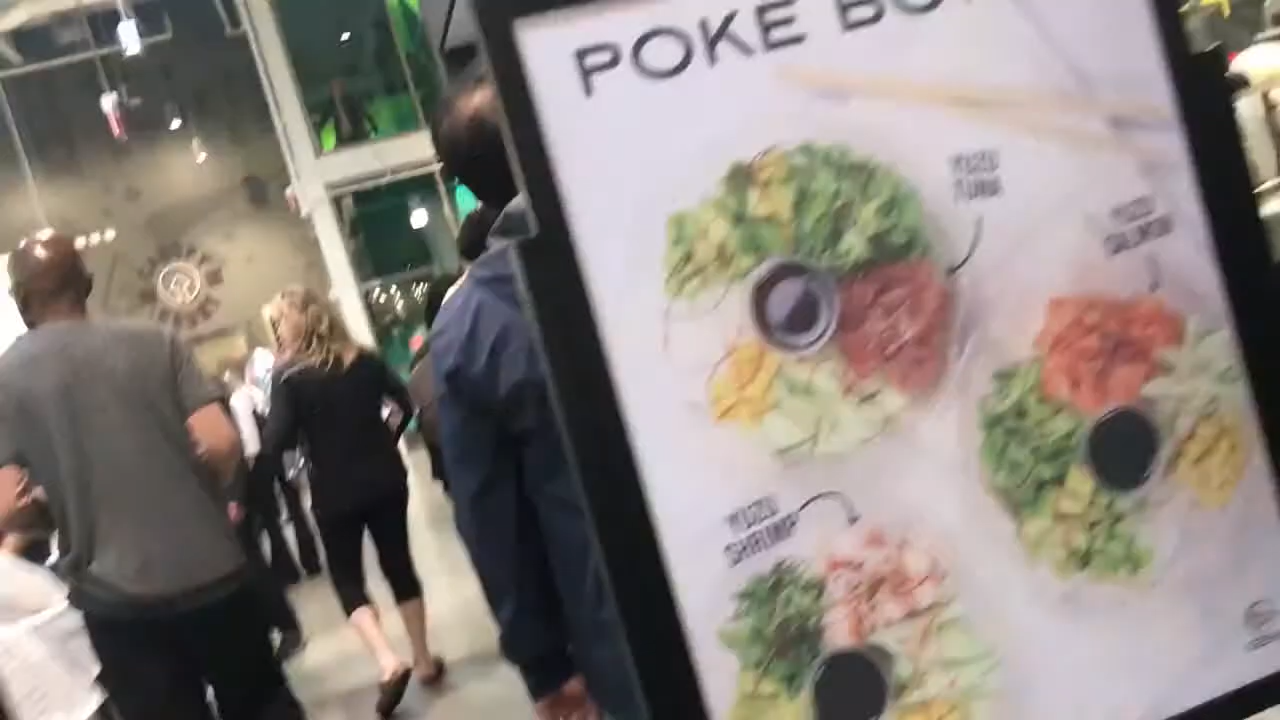 POKE BO
YUZU
TUNA
YUZU
SALMON
YUZU
SHRIMP
R